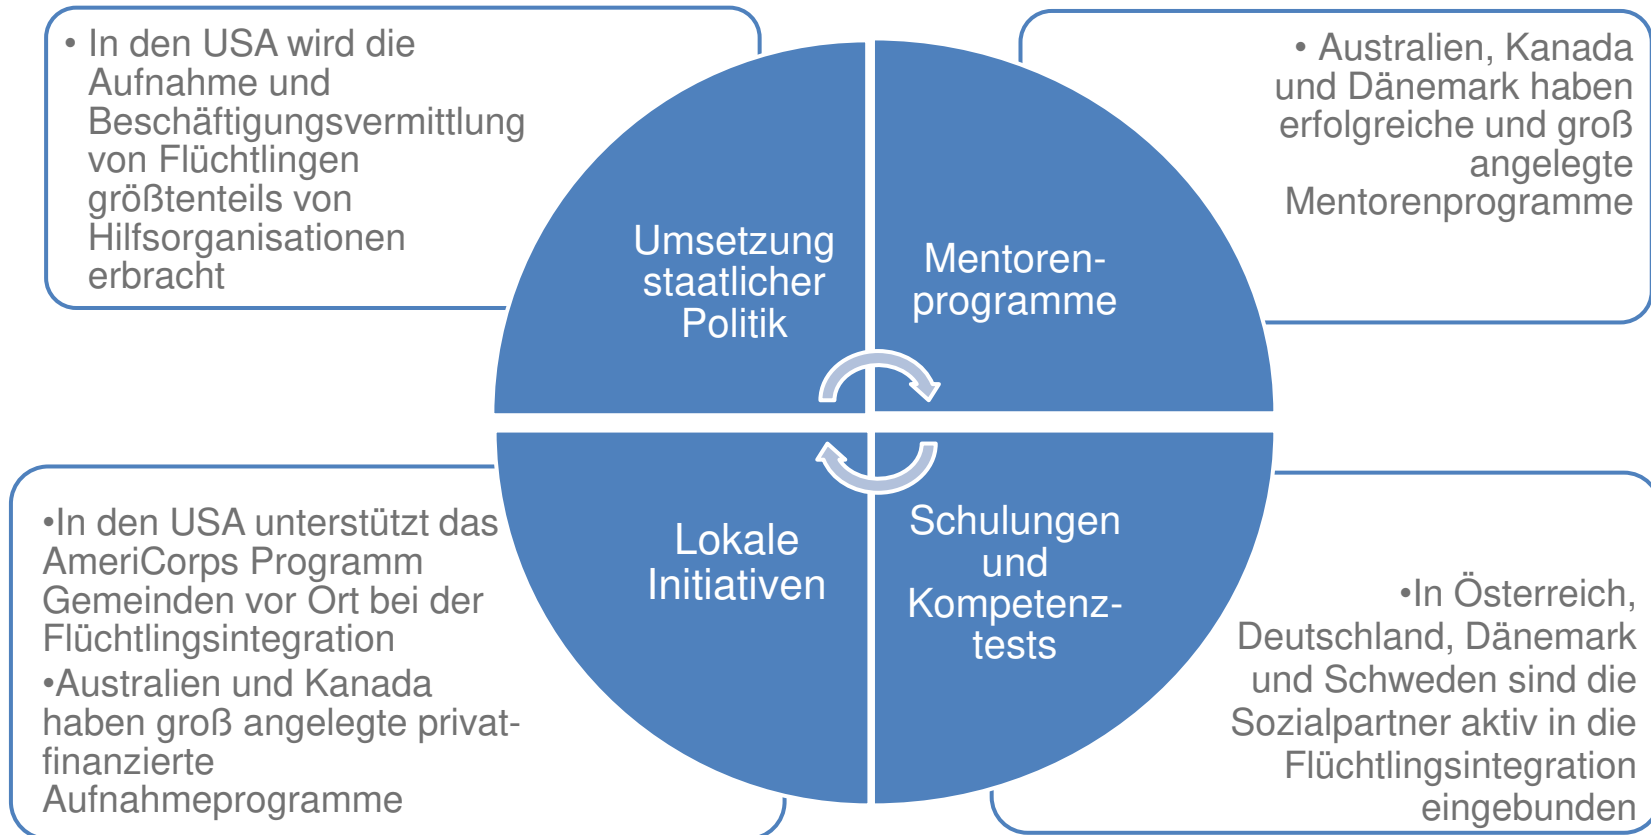 • In den USA wird die
Aufnahme und
Beschäftigungsvermittlung
von Flüchtlingen
größtenteils von
Hilfsorganisationen
erbracht
Umsetzung
staatlicher
Politik
Mentoren-
programme
• Australien, Kanada
und Dänemark haben
erfolgreiche und groß
angelegte
Mentorenprogramme
•In den USA unterstützt das
AmeriCorps Programm
Gemeinden vor Ort bei der
Flüchtlingsintegration
•Australien und Kanada
haben groß angelegte privat-
finanzierte
Aufnahmeprogramme
Lokale
Initiativen
Schulungen
und
Kompetenz-
tests
•In Österreich,
Deutschland, Dänemark
und Schweden sind die
Sozialpartner aktiv in die
Flüchtlingsintegration
eingebunden